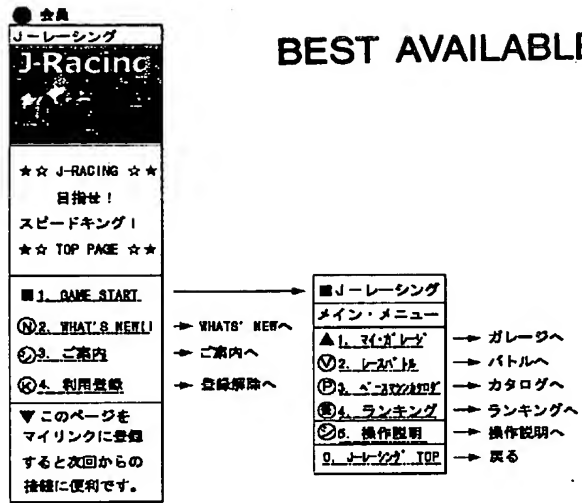 ● 会員
BEST AVAILABLE
J－レーシング
J-Racing
★☆ J-RACING ☆★
目指せ！
スピードキング！
★☆ TOP PAGE ☆★
■1. GAME START
Ⓝ2. WHAT'S NEW!! → WHATS' NEWへ
3. ご案内 → ご案内へ
Ⓚ4. 利用登録 → 登録解除へ
▼このページを
マイリンクに登録
すると次回からの
接続に便利です。
■J－レーシング
メイン・メニュー
▲1. マイ・ガレージ → ガレージへ
Ⓥ2. レースバトル → バトルへ
Ⓟ3. ベースマシンカタログ → カタログへ
4. ランキング → ランキングへ
5. 操作説明 → 操作説明へ
0. J-レーシング TOP → 戻る